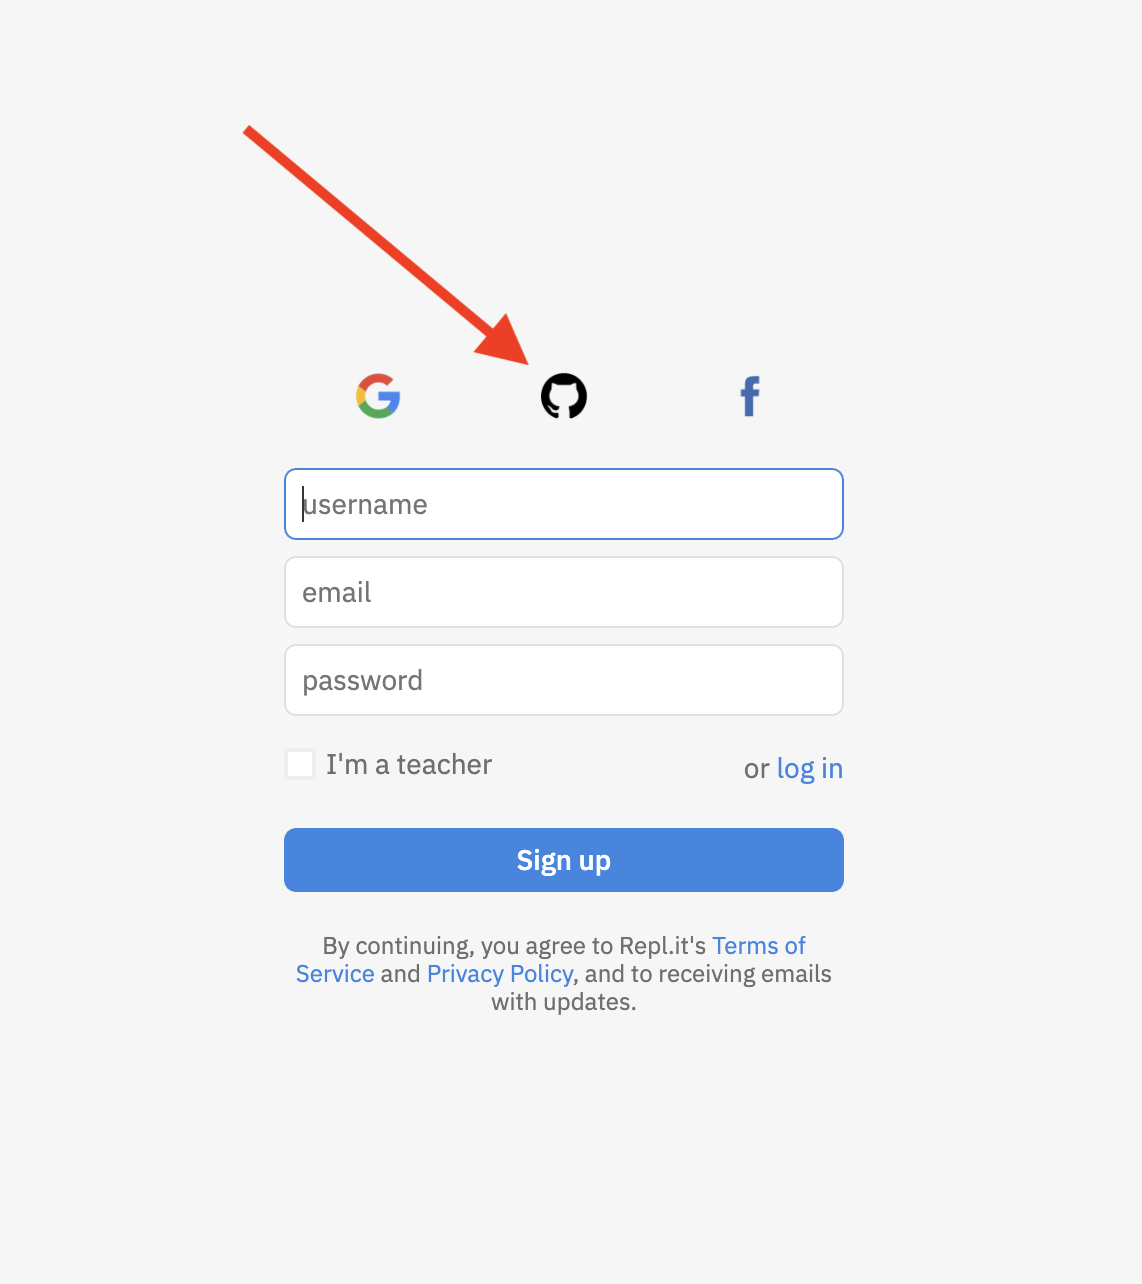 username
email
password
I'm a teacher
or log in
Sign up
By continuing, you agree to Repl.it's Terms of
Service and Privacy Policy, and to receiving emails
with updates.